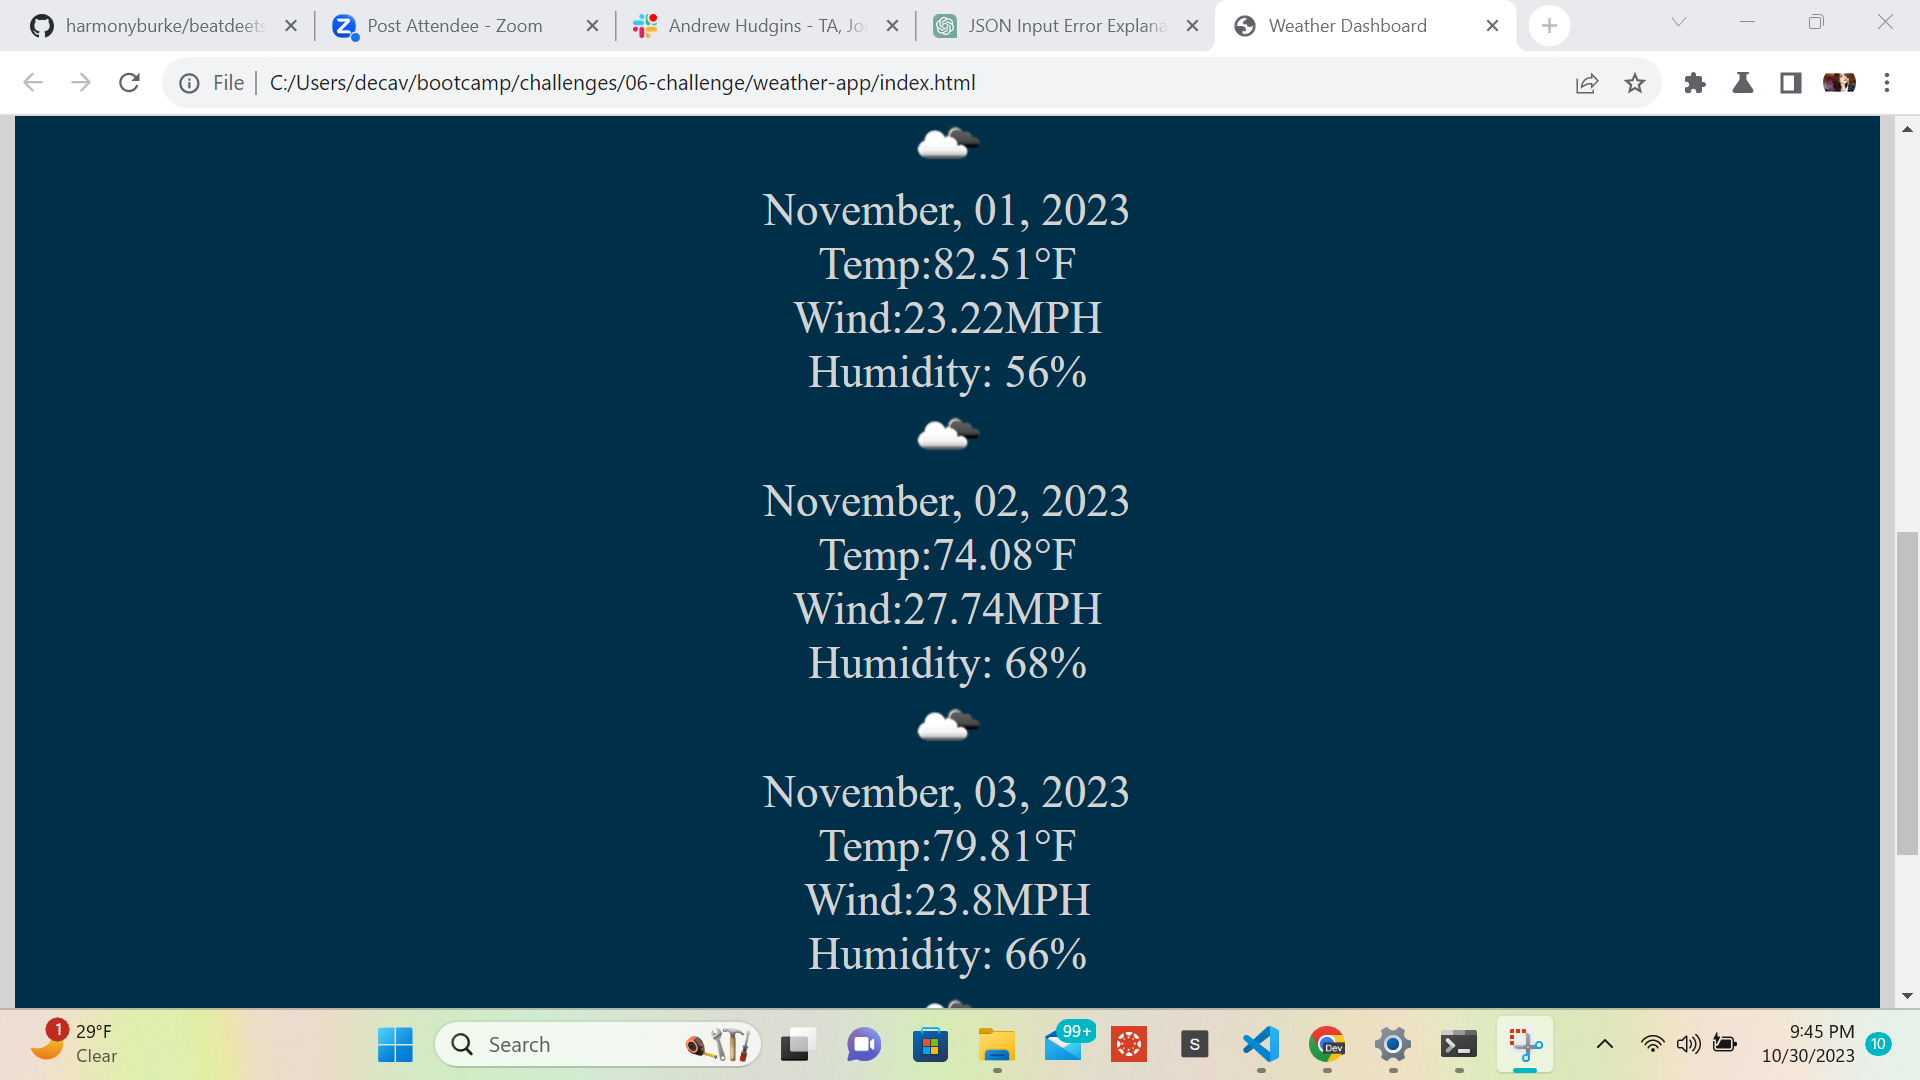 harmonyburke/beatdeets
Post Attendee - Zoom
Andrew Hudgins - TA, Jo
JSON Input Error Explana
Weather Dashboard
File
C:/Users/decav/bootcamp/challenges/06-challenge/weather-app/index.html
November, 01, 2023
Temp:82.51°F
Wind:23.22MPH
Humidity: 56%
November, 02, 2023
Temp:74.08°F
Wind:27.74MPH
Humidity: 68%
November, 03, 2023
Temp:79.81°F
Wind:23.8MPH
Humidity: 66%
1
29°F
Clear
Search
99+
S
Dev
9:45 PM
10/30/2023
10